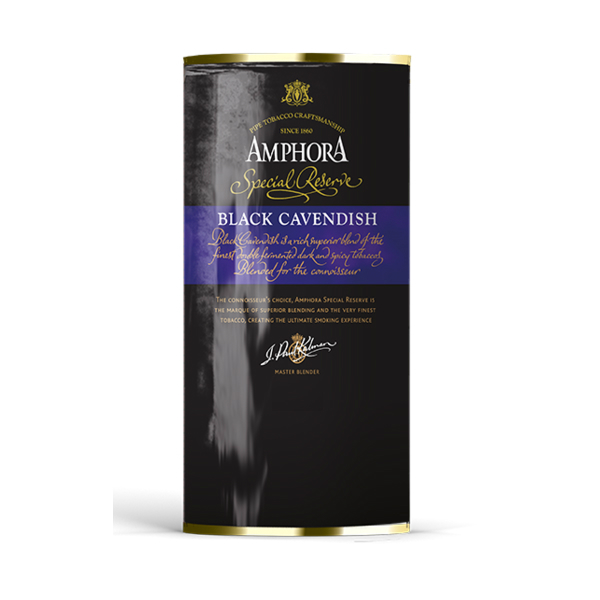 PIPE TOBACCO CRAFTSMANSHIP
SINCE 1860
AMPHORA
Special Reserve
BLACK CAVENDISH
Black Cavendish is a rich superior blend of the
finest double fermented dark and spicy tobaccos
Blended for the connoisseur
THE CONNOISSEUR'S CHOICE, AMPHORA SPECIAL RESERVE IS
THE MARQUE OF SUPERIOR BLENDING AND THE VERY FINEST
TOBACCO, CREATING THE ULTIMATE SMOKING EXPERIENCE
MASTER BLENDER